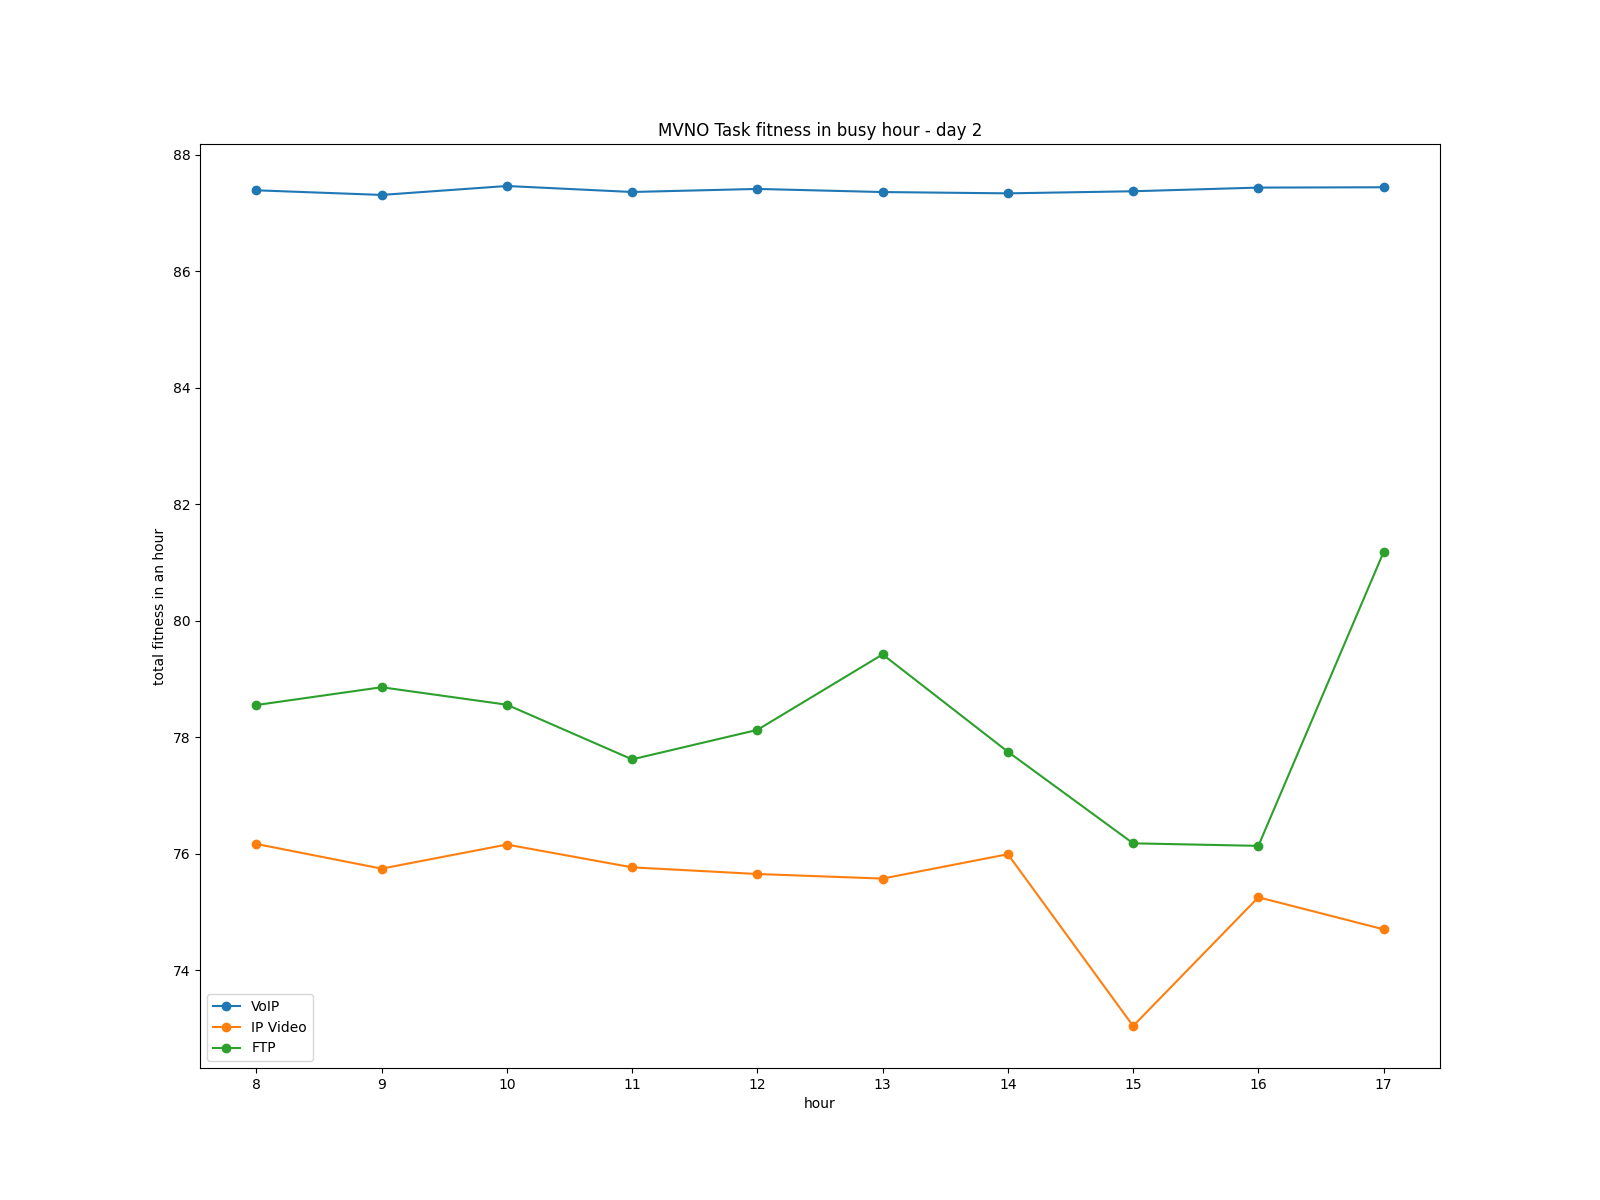 MVNO Task fitness in busy hour - day 2
88
86
84
82
80
78
76
74
total fitness in an hour
VoIP
IP Video
FTP
8 9 10 11 12 13 14 15 16 17
hour